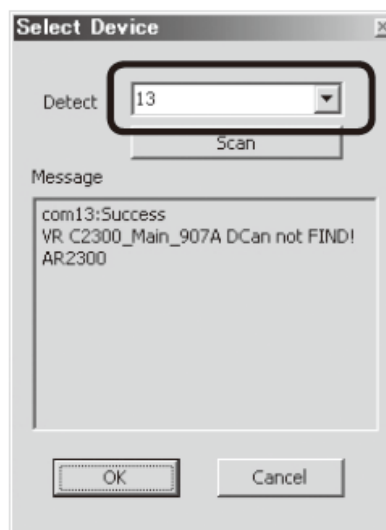 Select Device
Detect 13
Scan
Message
com13:Success
VR C2300_Main_907A DCan not FIND!
AR2300
OK Cancel